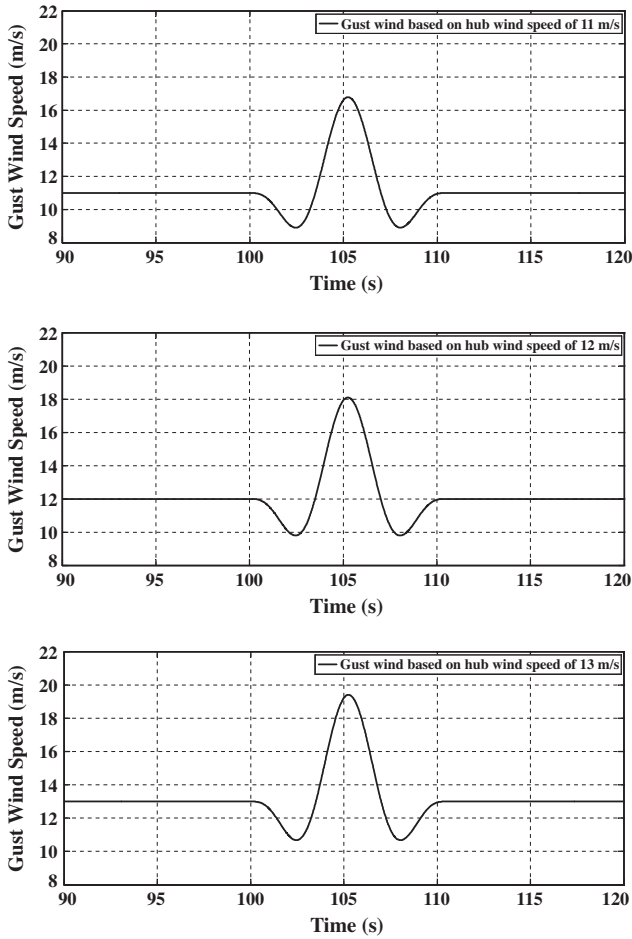 Gust wind based on hub wind speed of 11 m/s
Gust Wind Speed (m/s)
22
20
18
16
14
12
10
8
90 95 100 105 110 115 120
Time (s)
Gust wind based on hub wind speed of 12 m/s
Gust Wind Speed (m/s)
22
20
18
16
14
12
10
8
90 95 100 105 110 115 120
Time (s)
Gust wind based on hub wind speed of 13 m/s
Gust Wind Speed (m/s)
22
20
18
16
14
12
10
8
90 95 100 105 110 115 120
Time (s)